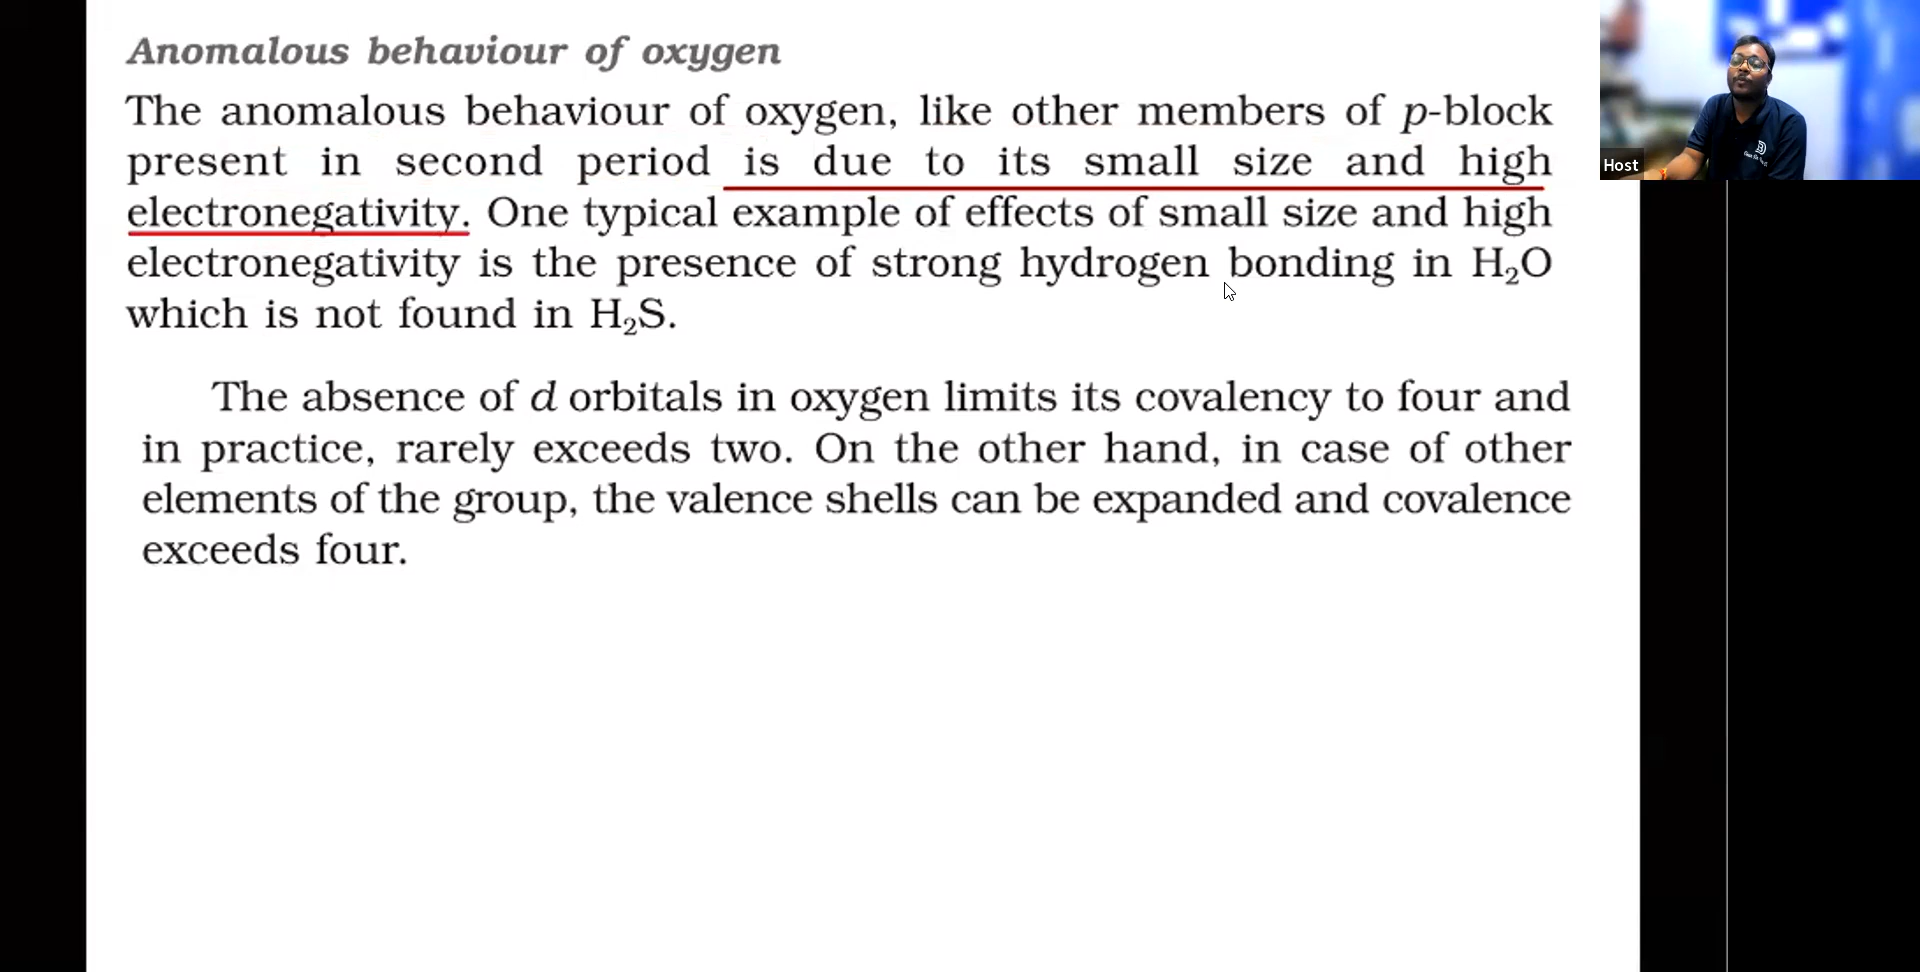 Anomalous behaviour of oxygen
The anomalous behaviour of oxygen, like other members of p-block
present in second period is due to its small size and high
electronegativity. One typical example of effects of small size and high
electronegativity is the presence of strong hydrogen bonding in H₂O
which is not found in H₂S.
The absence of d orbitals in oxygen limits its covalency to four and
in practice, rarely exceeds two. On the other hand, in case of other
elements of the group, the valence shells can be expanded and covalence
exceeds four.
Host